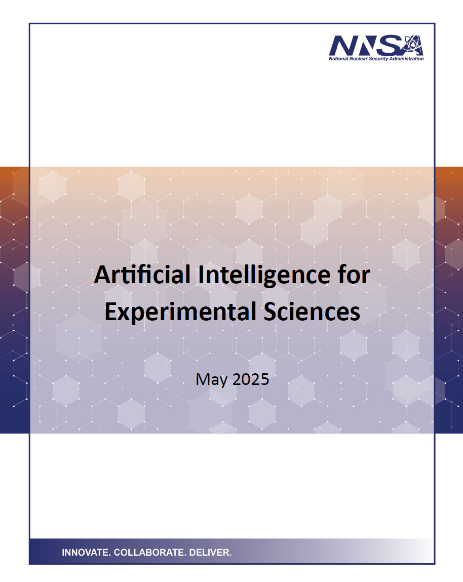 NNSA
National Nuclear Security Administration
Artificial Intelligence for
Experimental Sciences
May 2025
INNOVATE. COLLABORATE. DELIVER.